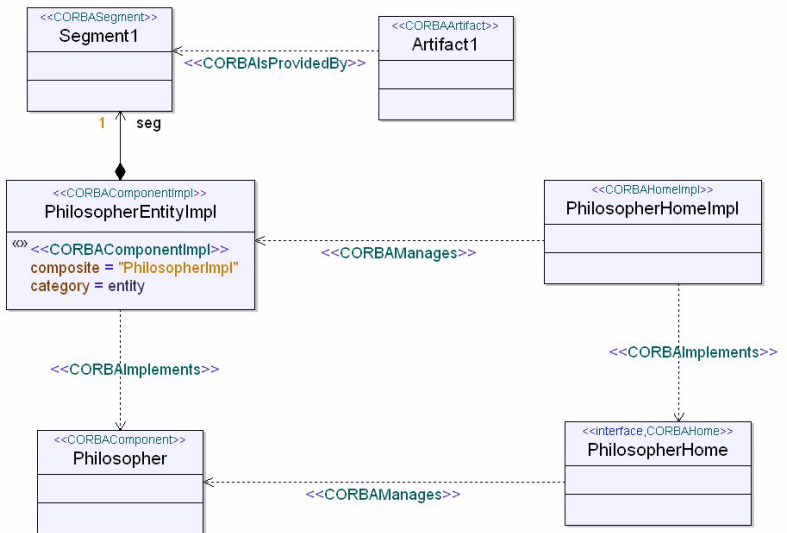 <<CORBASegment>>
Segment1
<<CORBAArtifact>>
Artifact1
<<CORBAIsProvidedBy>>
1 seg
<<CORBAComponentImpl>>
PhilosopherEntityImpl
«» <<CORBAComponentImpl>>
composite = "PhilosopherImpl"
category = entity
<<CORBAHomeImpl>>
PhilosopherHomeImpl
<<CORBAManages>>
<<CORBAImplements>>
<<CORBAImplements>>
<<CORBAComponent>>
Philosopher
<<interface,CORBAHome>>
PhilosopherHome
<<CORBAManages>>